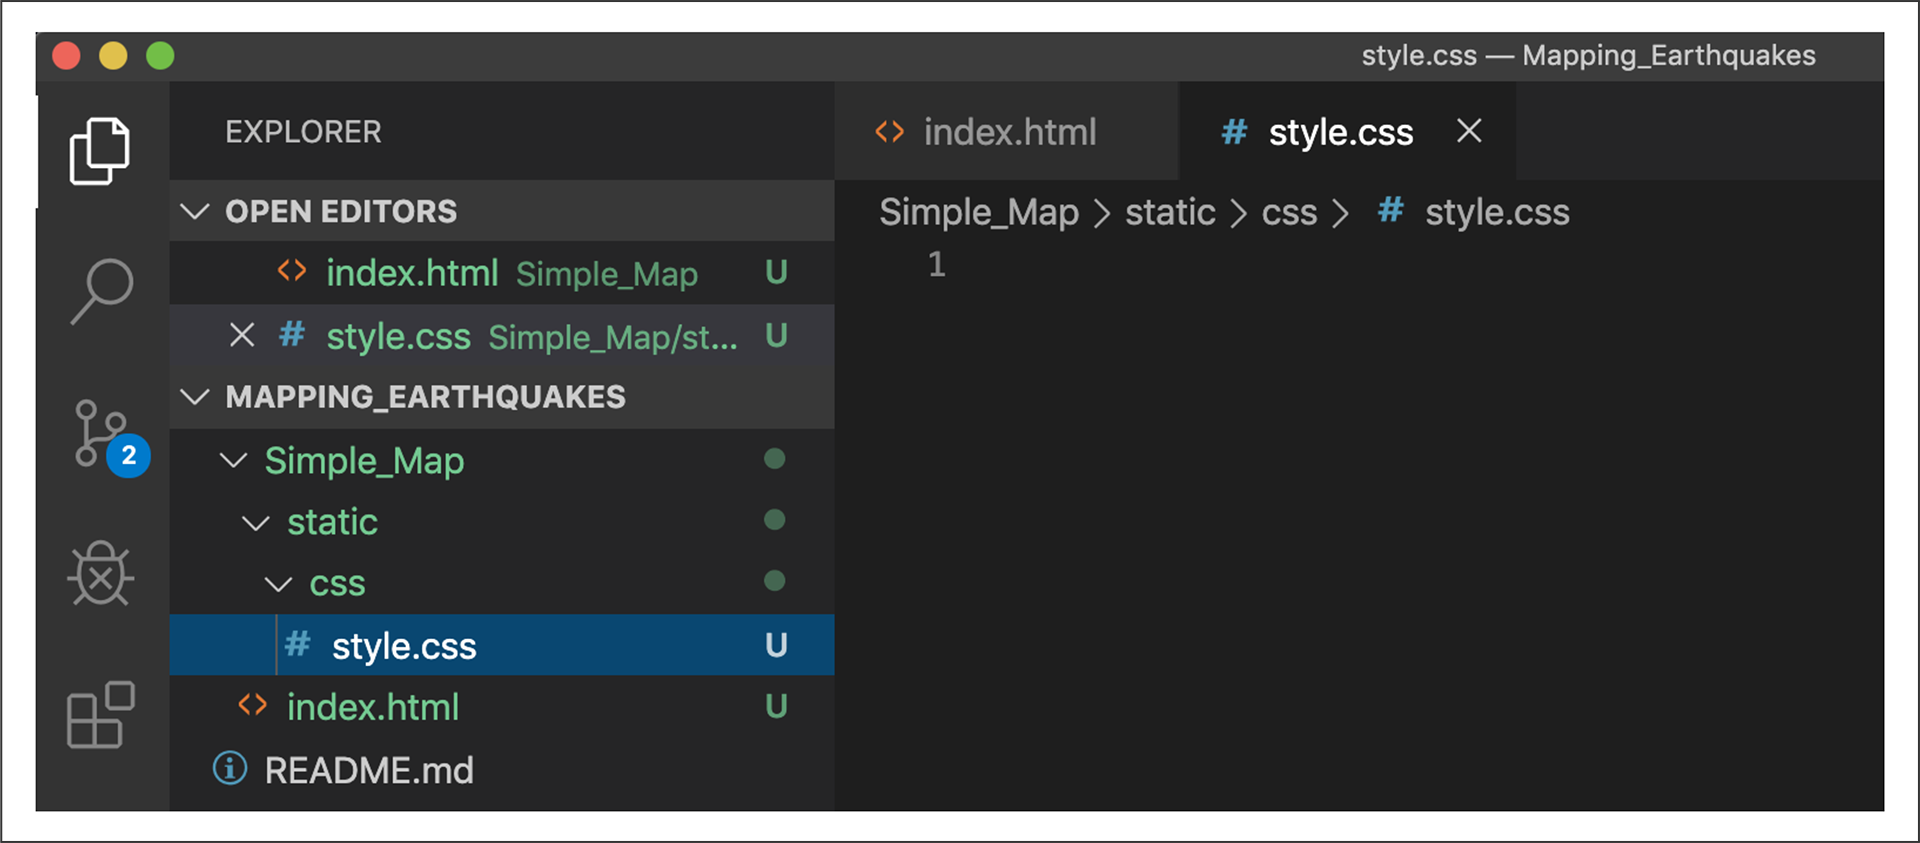 style.css — Mapping_Earthquakes
EXPLORER
index.html
# style.css
OPEN EDITORS
index.html Simple_Map U
# style.css Simple_Map/st... U
MAPPING_EARTHQUAKES
Simple_Map
static
css
# style.css U
index.html U
README.md
2
Simple_Map > static > css > # style.css
1